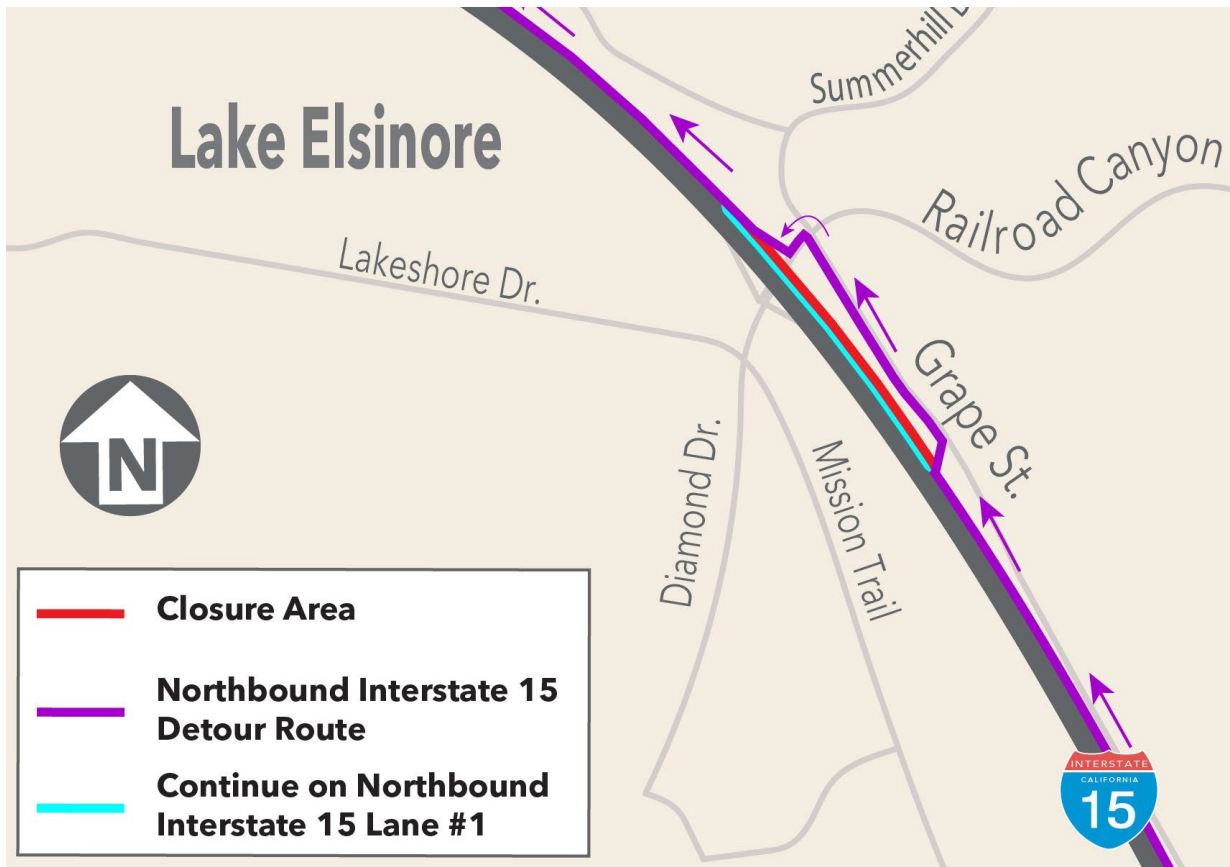 Summerhill
Lake Elsinore
Railroad Canyon
Lakeshore Dr.
Grape St.
Diamond Dr.
Mission Trail
N
Closure Area
Northbound Interstate 15
Detour Route
Continue on Northbound
Interstate 15 Lane #1
INTERSTATE
CALIFORNIA
15